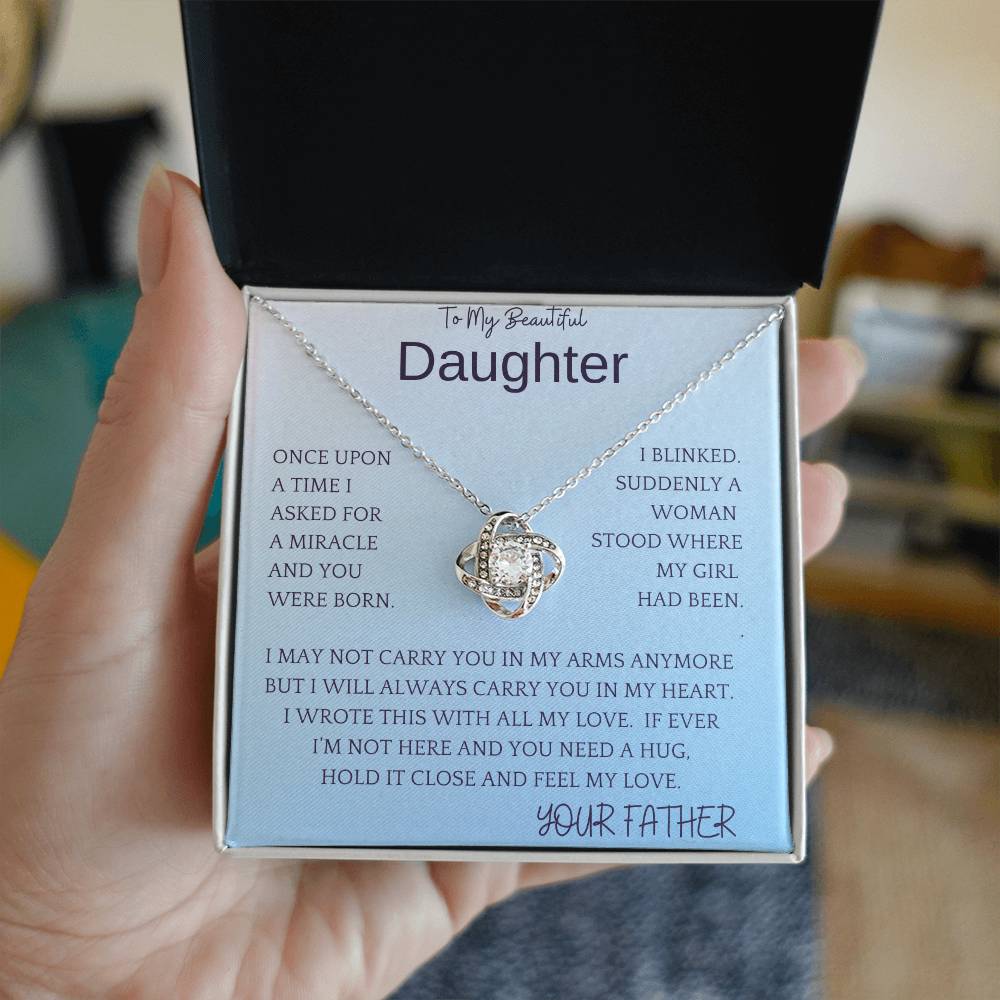 To My Beautiful
Daughter
ONCE UPON
A TIME I
ASKED FOR
A MIRACLE
AND YOU
WERE BORN.
I BLINKED.
SUDDENLY A
WOMAN
STOOD WHERE
MY GIRL
HAD BEEN.
.
I MAY NOT CARRY YOU IN MY ARMS ANYMORE
BUT I WILL ALWAYS CARRY YOU IN MY HEART.
I WROTE THIS WITH ALL MY LOVE. IF EVER
I'M NOT HERE AND YOU NEED A HUG,
HOLD IT CLOSE AND FEEL MY LOVE.
YOUR FATHER